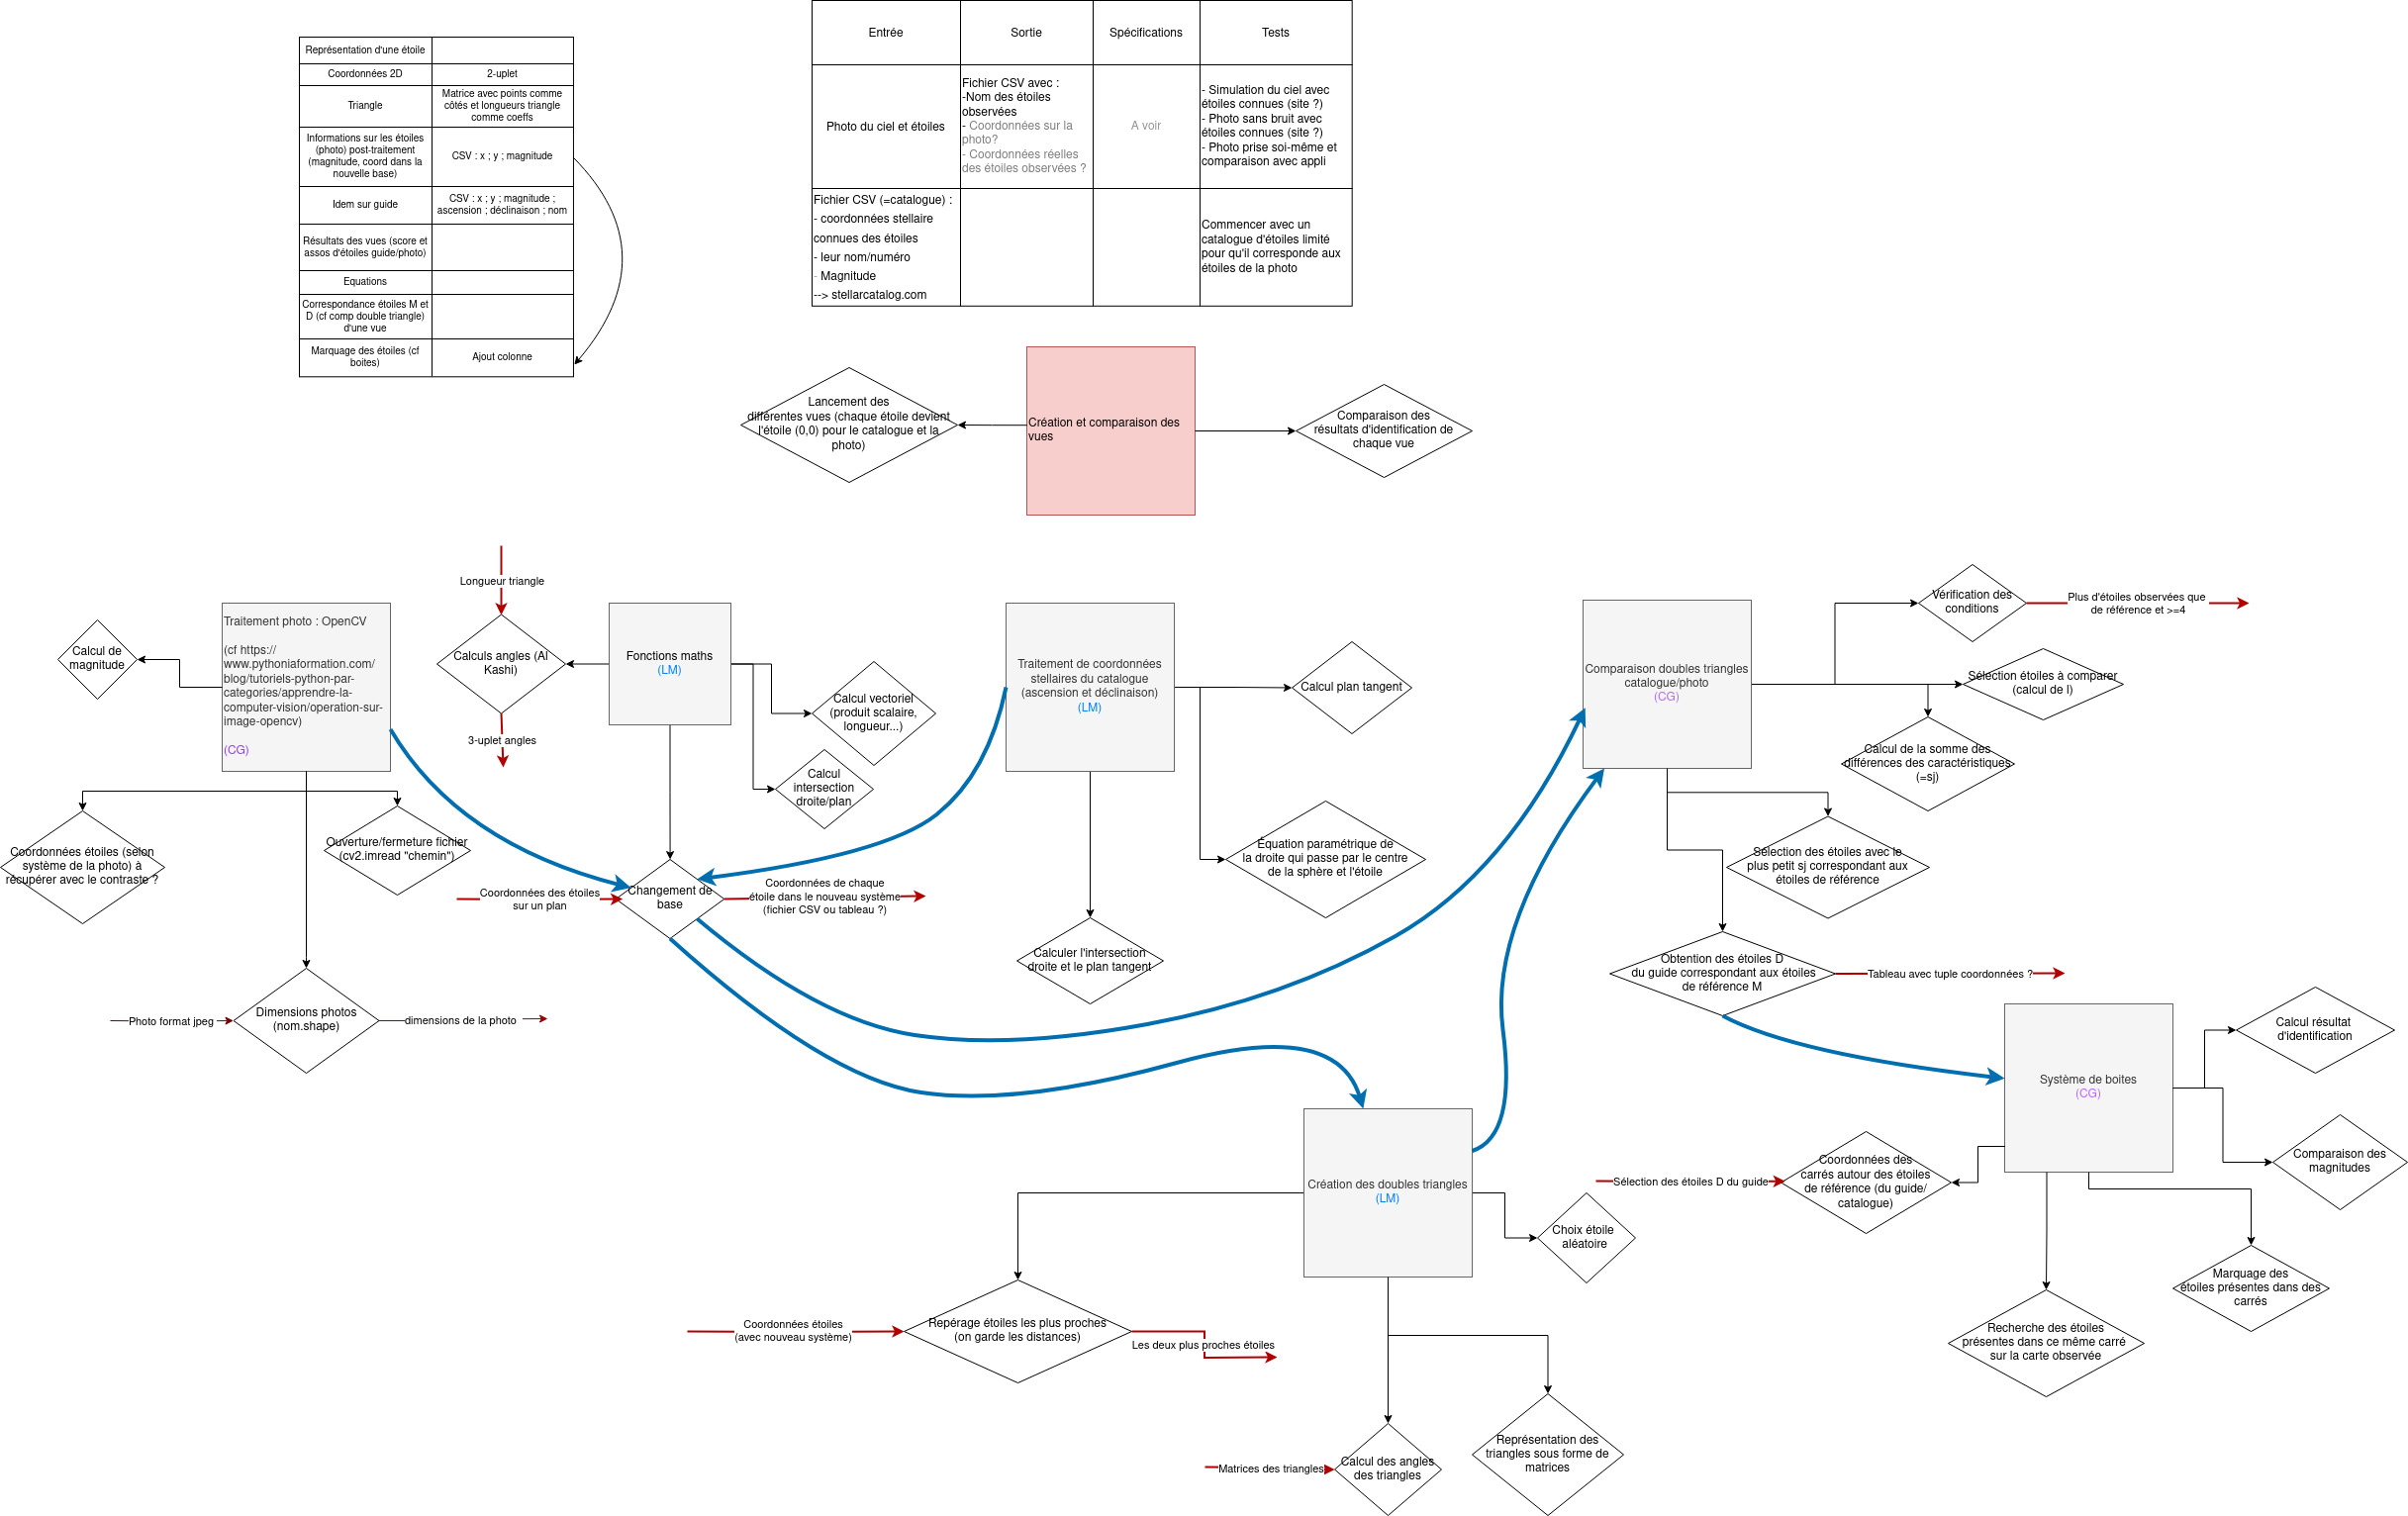 Représentation d'une étoile
Coordonnées 2D
2-uplet
Triangle
Matrice avec points comme
côtés et longueurs triangle
comme coeffs
Informations sur les étoiles
(photo) post-traitement
(magnitude, coord dans la
nouvelle base)
CSV : x ; y ; magnitude
Idem sur guide
CSV : x ; y ; magnitude ;
ascension ; déclinaison ; nom
Résultats des vues (score et
assos d'étoiles guide/photo)
Equations
Correspondance étoiles M et
D (cf comp double triangle)
d'une vue
Marquage des étoiles (cf
boites)
Ajout colonne
Entrée
Sortie
Spécifications
Tests
Photo du ciel et étoiles
Fichier CSV avec :
-Nom des étoiles
observées
- Coordonnées sur la
photo?
- Coordonnées réelles
des étoiles observées ?
A voir
- Simulation du ciel avec
étoiles connues (site ?)
- Photo sans bruit avec
étoiles connues (site ?)
- Photo prise soi-même et
comparaison avec appli
Fichier CSV (=catalogue) :
- coordonnées stellaire
connues des étoiles
- leur nom/numéro
- Magnitude
--> stellarcatalog.com
Commencer avec un
catalogue d'étoiles limité
pour qu'il corresponde aux
étoiles de la photo
Lancement des
différentes vues (chaque étoile devient
l'étoile (0,0) pour le catalogue et la
photo)
Création et comparaison des
vues
Comparaison des
résultats d'identification de
chaque vue
Calcul de
magnitude
Traitement photo : OpenCV
(cf https://
www.pythoniaformation.com/
blog/tutoriels-python-par-
categories/apprendre-la-
computer-vision/operation-sur-
image-opencv)
(CG)
Coordonnées étoiles (selon
système de la photo) à
récupérer avec le contraste ?
Ouverture/fermeture fichier
(cv2.imread "chemin")
Photo format jpeg
Dimensions photos
(nom.shape)
dimensions de la photo
Longueur triangle
Calculs angles (Al
Kashi)
3-uplet angles
Fonctions maths
(LM)
Calcul vectoriel
(produit scalaire,
longueur...)
Calcul
intersection
droite/plan
Coordonnées des étoiles
sur un plan
Changement de
base
Coordonnées de chaque
étoile dans le nouveau système
(fichier CSV ou tableau ?)
Traitement de coordonnées
stellaires du catalogue
(ascension et déclinaison)
(LM)
Calcul plan tangent
Équation paramétrique de
la droite qui passe par le centre
de la sphère et l'étoile
Calculer l'intersection
droite et le plan tangent
Comparaison doubles triangles
catalogue/photo
(CG)
Vérification des
conditions
Plus d'étoiles observées que
de référence et >=4
Sélection étoiles à comparer
(calcul de l)
Calcul de la somme des
différences des caractéristiques
(=sj)
Sélection des étoiles avec le
plus petit sj correspondant aux
étoiles de référence
Obtention des étoiles D
du guide correspondant aux étoiles
de référence M
Tableau avec tuple coordonnées ?
Système de boites
(CG)
Calcul résultat
d'identification
Comparaison des
magnitudes
Sélection des étoiles D du guide
Coordonnées des
carrés autour des étoiles
de référence (du guide/
catalogue)
Marquage des
étoiles présentes dans des
carrés
Recherche des étoiles
présentes dans ce même carré
sur la carte observée
Création des doubles triangles
(LM)
Choix étoile
aléatoire
Coordonnées étoiles
(avec nouveau système)
Repérage étoiles les plus proches
(on garde les distances)
Les deux plus proches étoiles
Matrices des triangles
Calcul des angles
des triangles
Représentation des
triangles sous forme de
matrices